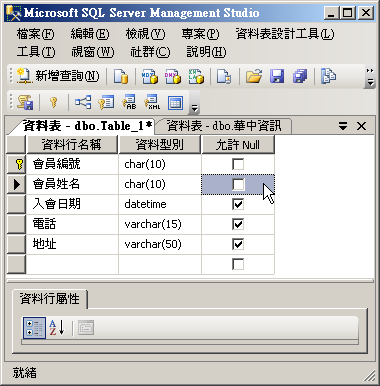 Microsoft SQL Server Management Studio
檔案(F) 編輯(E) 檢視(V) 專案(P) 資料表設計工具(L)
工具(T) 視窗(W) 社群(C) 說明(H)
新增查詢(N)
資料表 - dbo.Table_1* 資料表 - dbo.華中資訊
資料行名稱 資料型別 允許 Null
會員編號 char(10)
會員姓名 char(10)
入會日期 datetime
電話 varchar(15)
地址 varchar(50)
資料行屬性
就緒